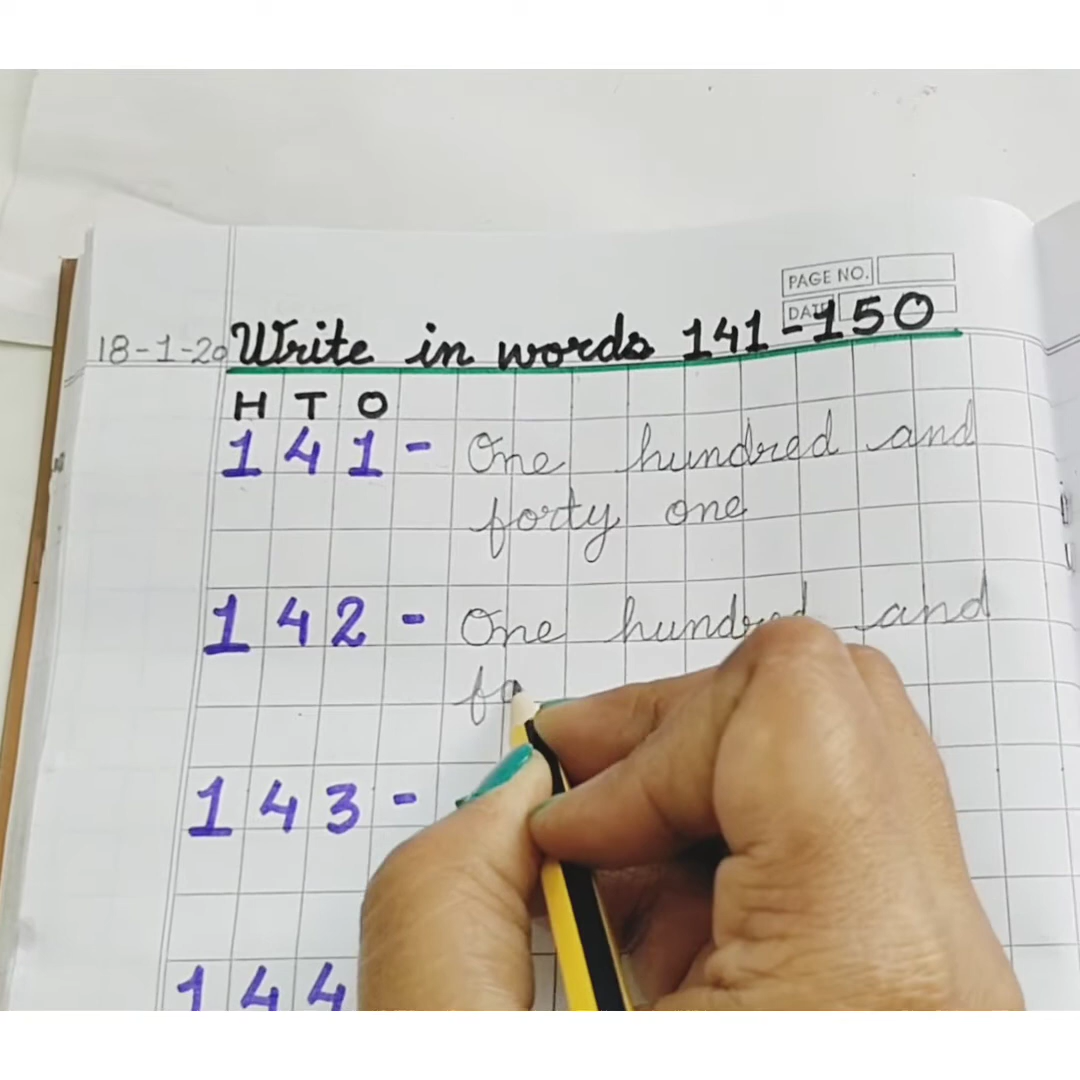 PAGE NO.
DATE
18-1-20 Write in words 141-150
H T O
141- One hundred and
forty one
142- One hundred and
fo
143-
144